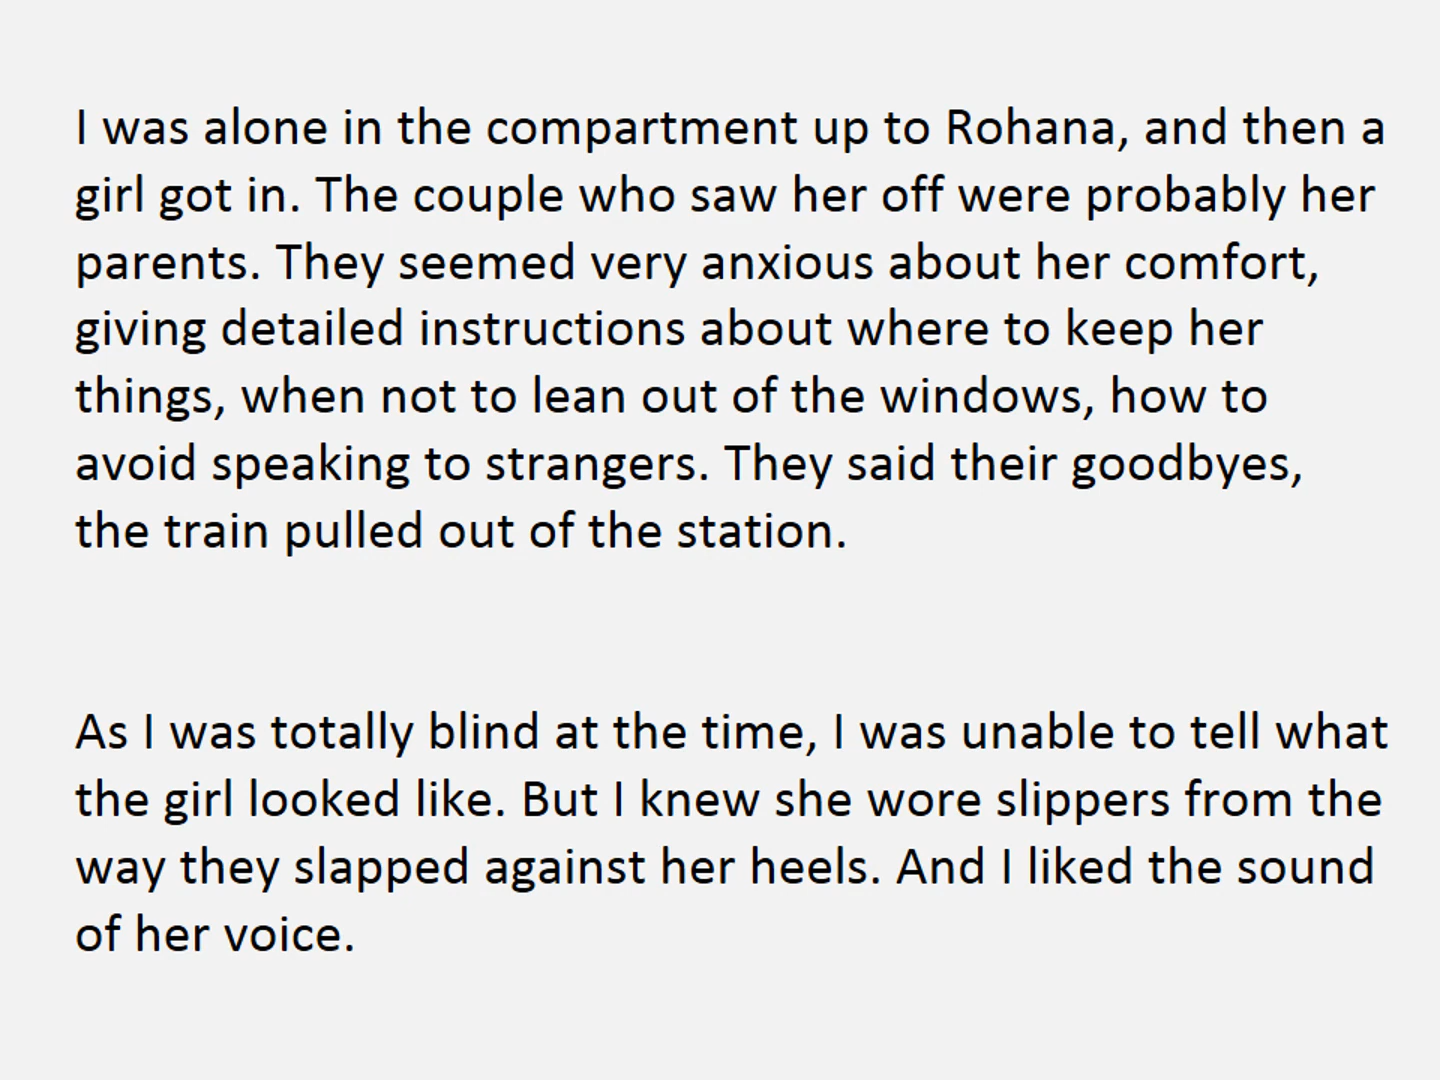 I was alone in the compartment up to Rohana, and then a
girl got in. The couple who saw her off were probably her
parents. They seemed very anxious about her comfort,
giving detailed instructions about where to keep her
things, when not to lean out of the windows, how to
avoid speaking to strangers. They said their goodbyes,
the train pulled out of the station.
As I was totally blind at the time, I was unable to tell what
the girl looked like. But I knew she wore slippers from the
way they slapped against her heels. And I liked the sound
of her voice.